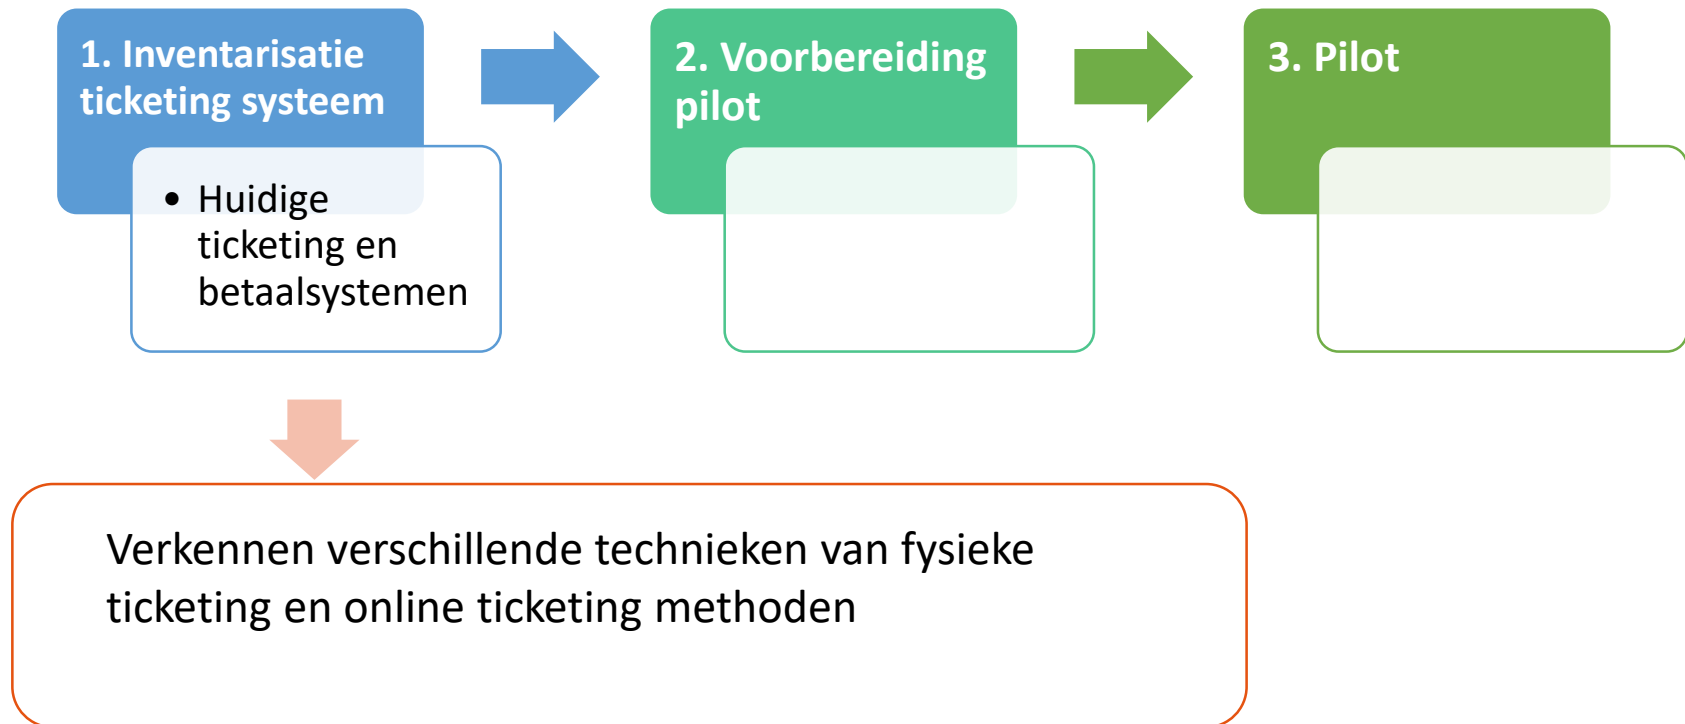 1. Inventarisatie
ticketing systeem
• Huidige
ticketing en
betaalsystemen
2. Voorbereiding
pilot
3. Pilot
Verkennen verschillende technieken van fysieke
ticketing en online ticketing methoden